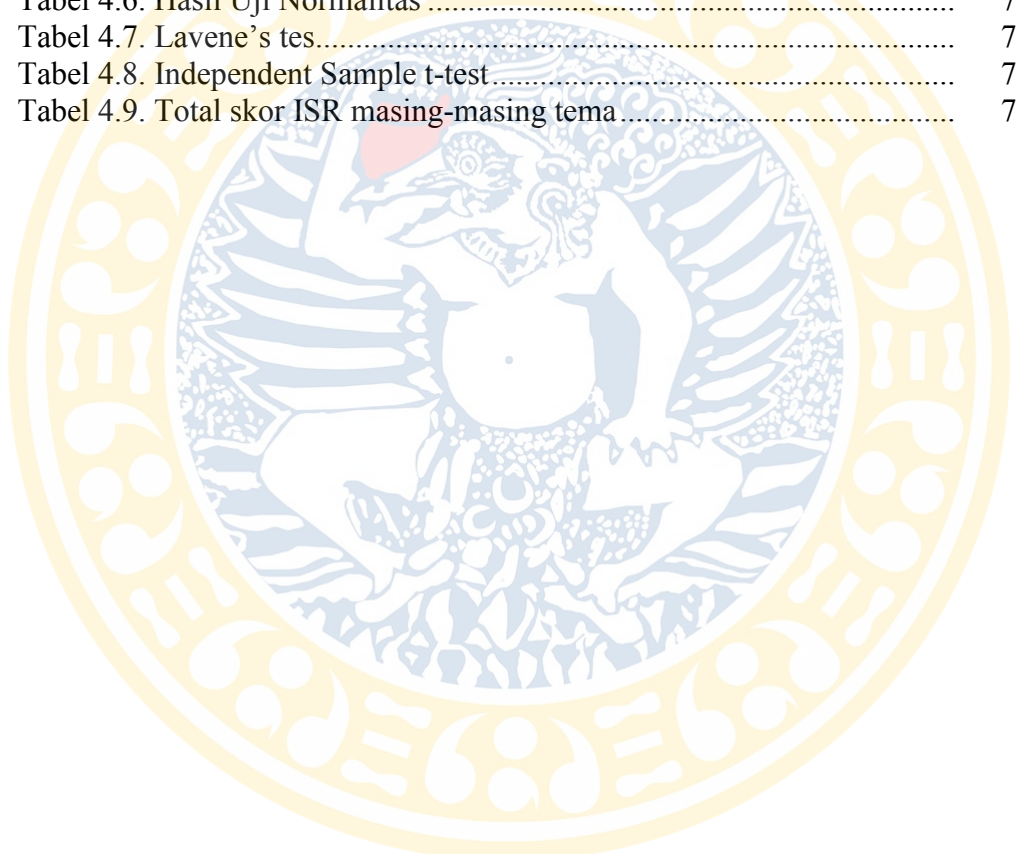 Tabel 4.6. Hasil Uji Normalitas ................................................................. 7
Tabel 4.7. Lavene's tes................................................................................ 7
Tabel 4.8. Independent Sample t-test.......................................................... 7
Tabel 4.9. Total skor ISR masing-masing tema.......................................... 7